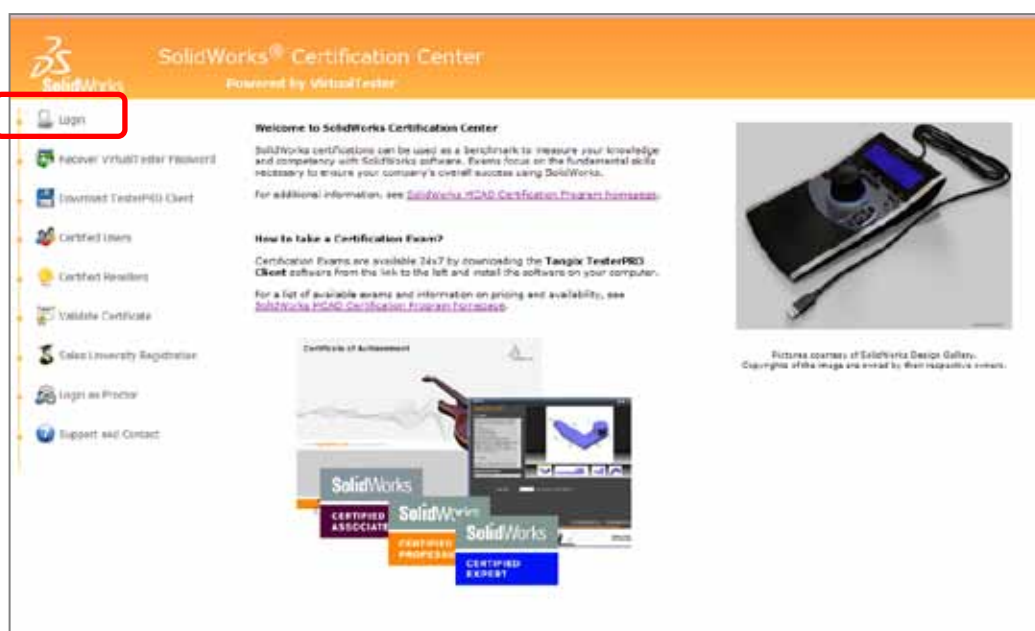 SolidWorks® Certification Center
SolidWorks
Powered by VirtualTester
Login
Recover VirtualTester Password
Download TesterPRO Client
Certified Users
Certified Resellers
Validate Certificate
Sales University Registration
Login as Proctor
Support and Contact
Welcome to SolidWorks Certification Center
SolidWorks certifications can be used as a benchmark to measure your knowledge
and competency with SolidWorks software. Exams focus on the fundamental skills
necessary to ensure your company's overall success using SolidWorks.
For additional information, see SolidWorks MCAD Certification Program homepage.
How to take a Certification Exam?
Certification Exams are available 24x7 by downloading the Tangix TesterPRO
Client software from the link to the left and install the software on your computer.
For a list of available exams and information on pricing and availability, see
SolidWorks MCAD Certification Program homepage.
Certificate of Achievement
SolidWorks
CERTIFIED
ASSOCIATE
SolidWorks
CERTIFIED
SolidWorks
CERTIFIED
EXPERT
Pictures courtesy of SolidWorks Design Gallery.
Copyrights of the image are owned by their respective owners.